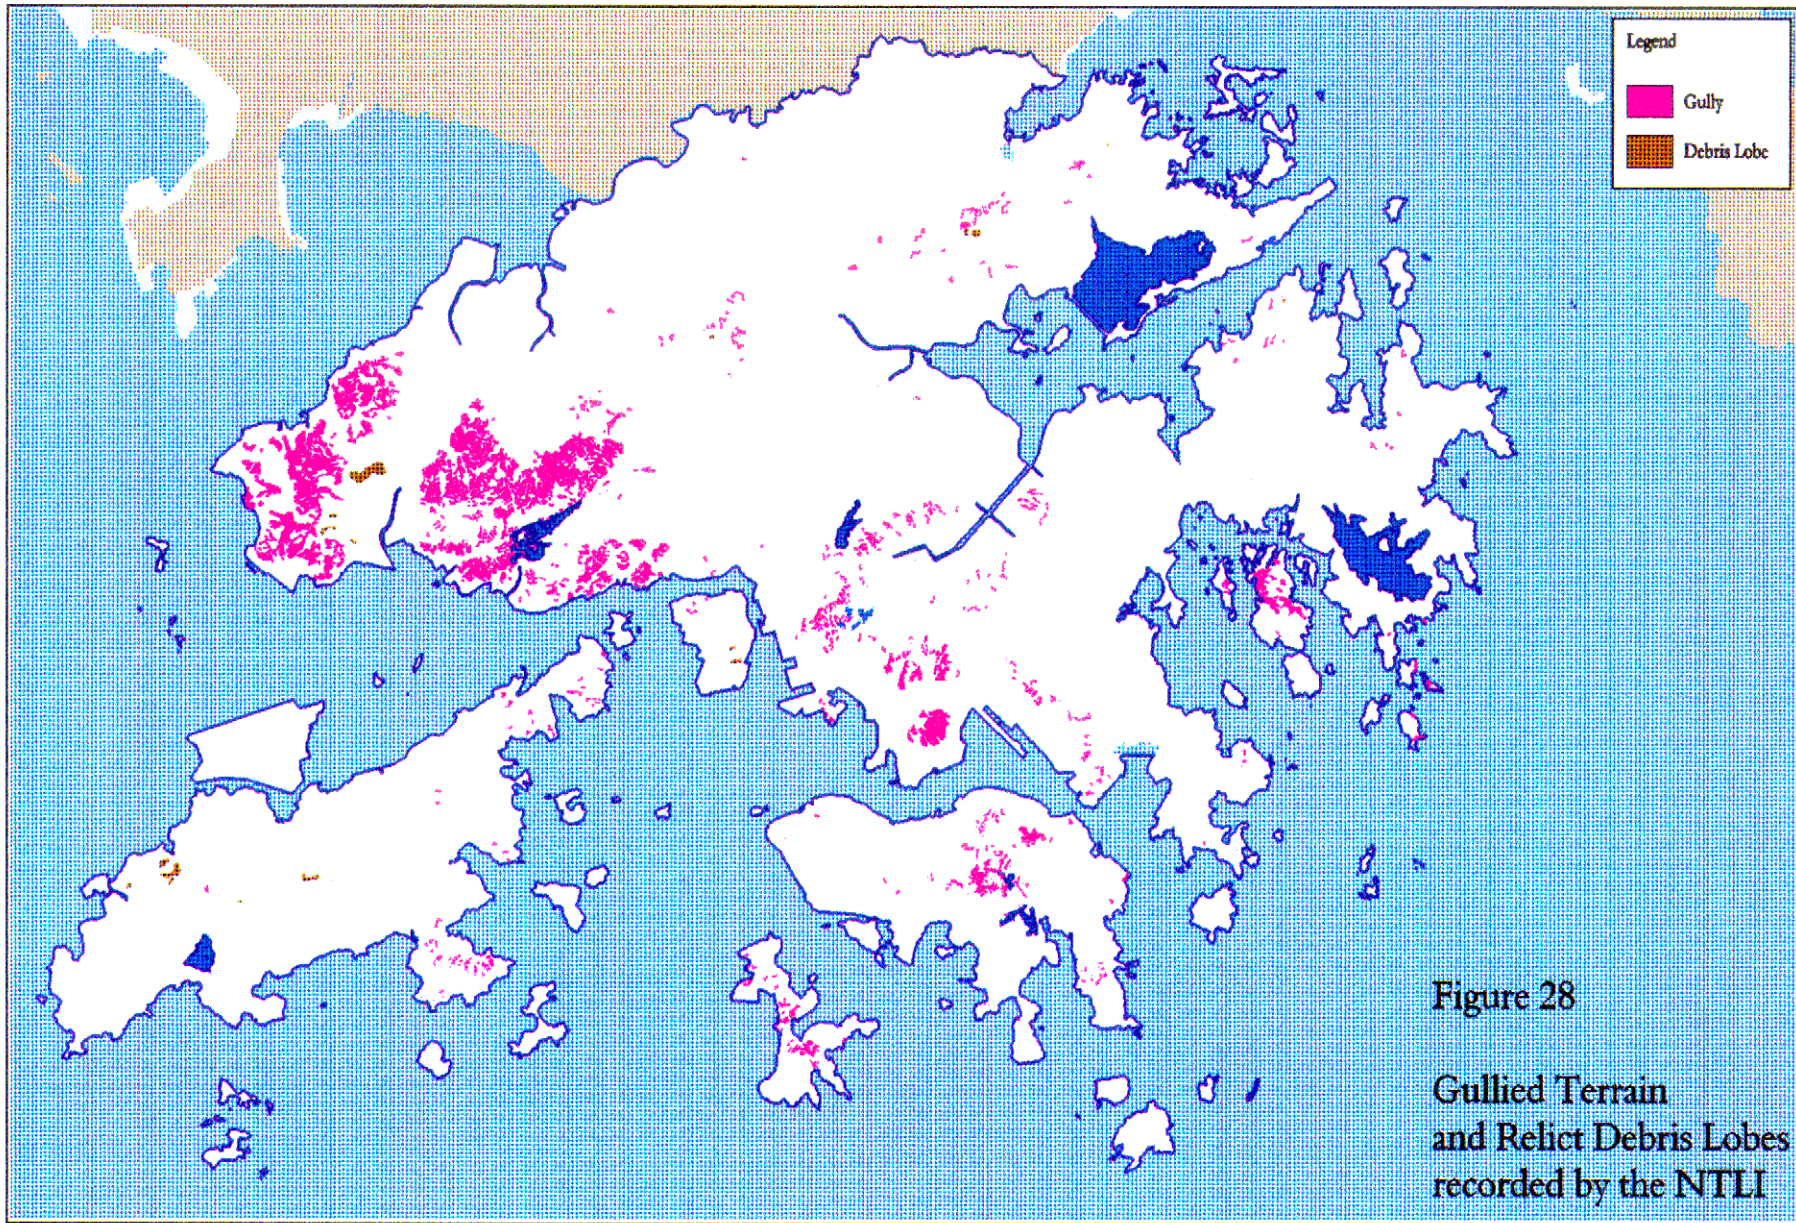 Legend
Gully
Debris Lobe
Figure 28
Gullied Terrain
and Relict Debris Lobes
recorded by the NTLI